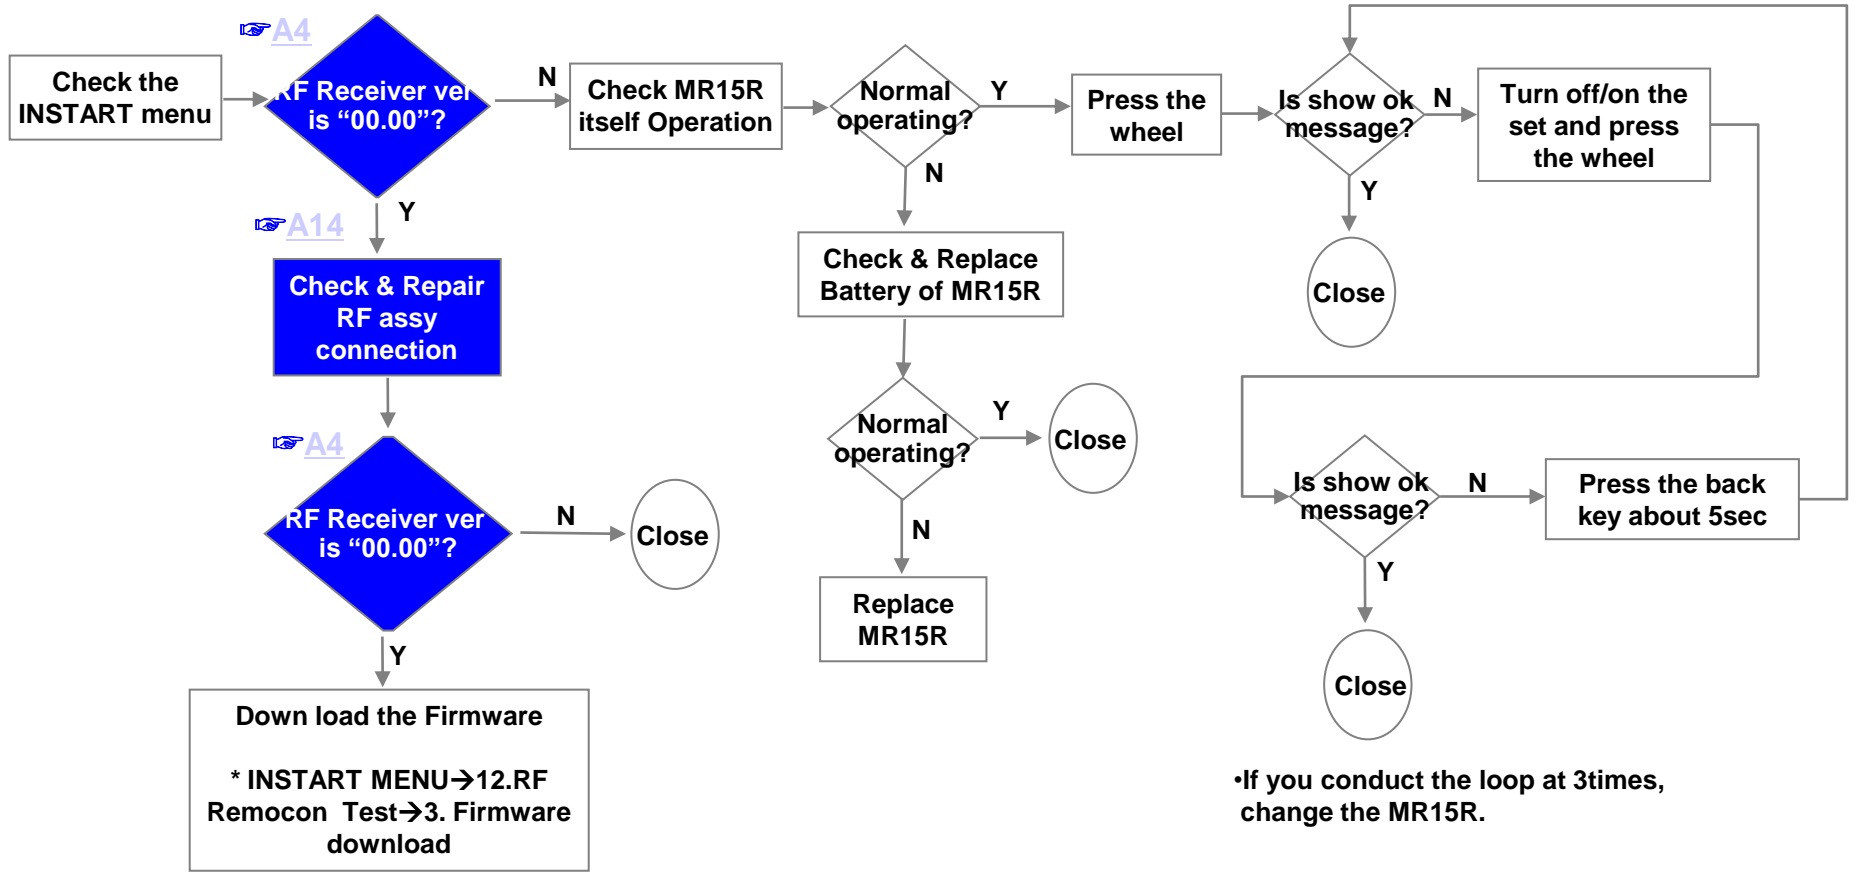 ☞A4
Check the
INSTART menu
RF Receiver ver
is “00.00”?
N
Check MR15R
itself Operation
Normal
operating?
Y
Press the
wheel
Is show ok
message?
N
Turn off/on the
set and press
the wheel
Y
☞A14
N
Y
Check & Repair
RF assy
connection
Check & Replace
Battery of MR15R
Close
☞A4
RF Receiver ver
is “00.00”?
N
Close
Normal
operating?
Y
Close
Is show ok
message?
N
Press the back
key about 5sec
Y
N
Y
Replace
MR15R
Close
Down load the Firmware
* INSTART MENU→12.RF
Remocon Test→3. Firmware
download
•If you conduct the loop at 3times,
change the MR15R.